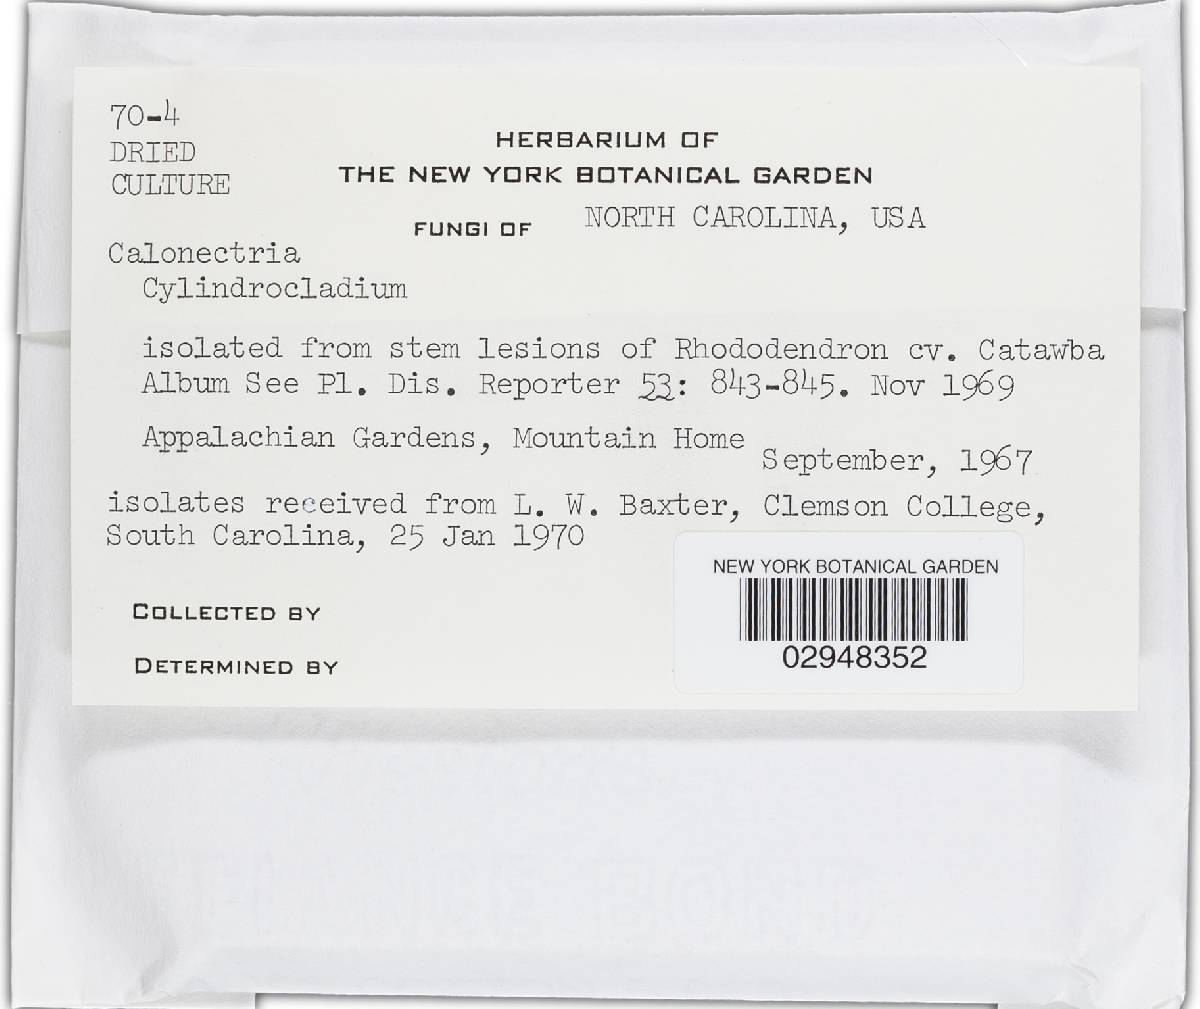 70-4
DRIED
CULTURE
HERBARIUM OF
THE NEW YORK BOTANICAL GARDEN
FUNGI OF NORTH CAROLINA, USA
Calonectria
Cylindrocladium
isolated from stem lesions of Rhododendron cv. Catawba
Album See Pl. Dis. Reporter 53: 843-845. Nov 1969
Appalachian Gardens, Mountain Home
September, 1967
isolates received from L. W. Baxter, Clemson College,
South Carolina, 25 Jan 1970
COLLECTED BY
DETERMINED BY
NEW YORK BOTANICAL GARDEN
02948352